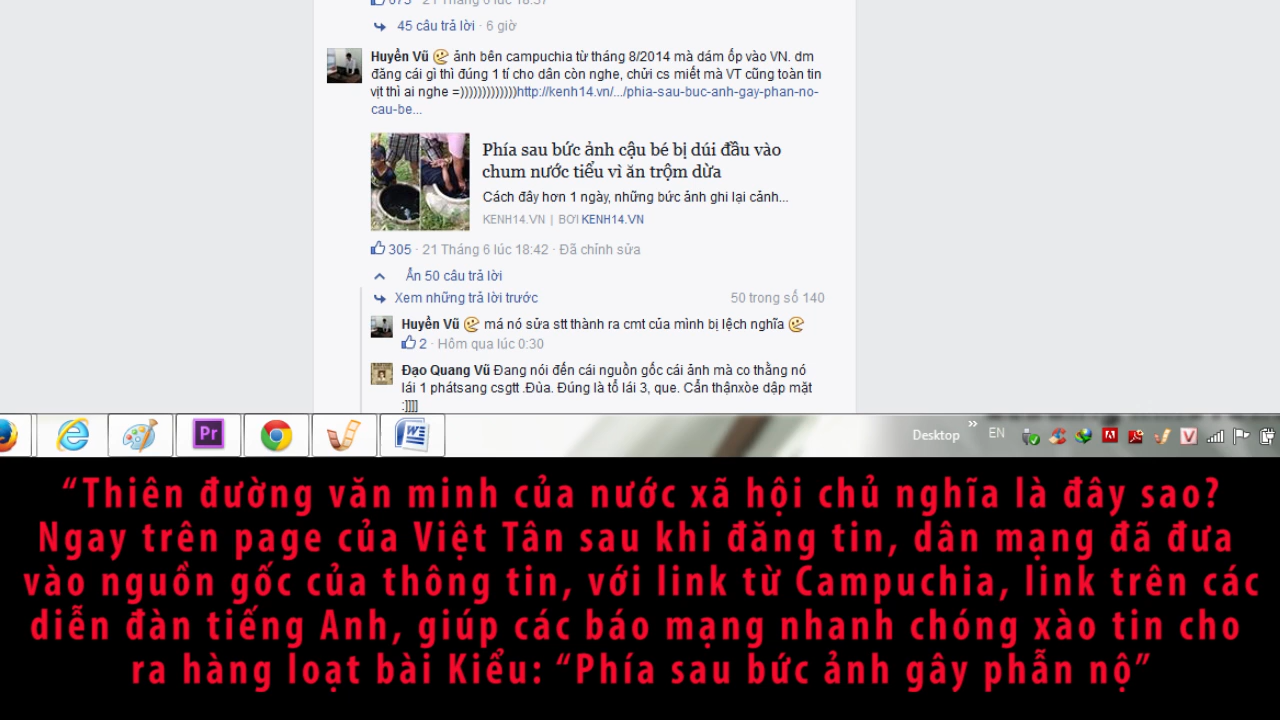 673 · 21 Tháng 6 lúc 18:37
45 câu trả lời · 6 giờ
Huyền Vũ ảnh bên campuchia từ tháng 8/2014 mà dám ốp vào VN. dm
đăng cái gì thì đúng 1 tí cho dân còn nghe, chửi cs miết mà VT cũng toàn tin
vịt thì ai nghe =)))))))))))))http://kenh14.vn/.../phia-sau-buc-anh-gay-phan-no-
cau-be...
Phía sau bức ảnh cậu bé bị dúi đầu vào
chum nước tiểu vì ăn trộm dừa
Cách đây hơn 1 ngày, những bức ảnh ghi lại cảnh...
KENH14.VN | BỞI KENH14.VN
305 · 21 Tháng 6 lúc 18:42 · Đã chỉnh sửa
Ẩn 50 câu trả lời
Xem những trả lời trước 50 trong số 140
Huyền Vũ má nó sửa stt thành ra cmt của mình bị lệch nghĩa
2 · Hôm qua lúc 0:30
Đạo Quang Vũ Đang nói đến cái nguồn gốc cái ảnh mà co thằng nó
lái 1 phátsang csgtt .Đùa. Đúng là tổ lái 3, que. Cẩn thậnxòe dập mặt
:]]]]
Pr
W
Desktop » EN
V
“Thiên đường văn minh của nước xã hội chủ nghĩa là đây sao?
Ngay trên page của Việt Tân sau khi đăng tin, dân mạng đã đưa
vào nguồn gốc của thông tin, với link từ Campuchia, link trên các
diễn đàn tiếng Anh, giúp các báo mạng nhanh chóng xào tin cho
ra hàng loạt bài Kiểu: “Phía sau bức ảnh gây phẫn nộ”